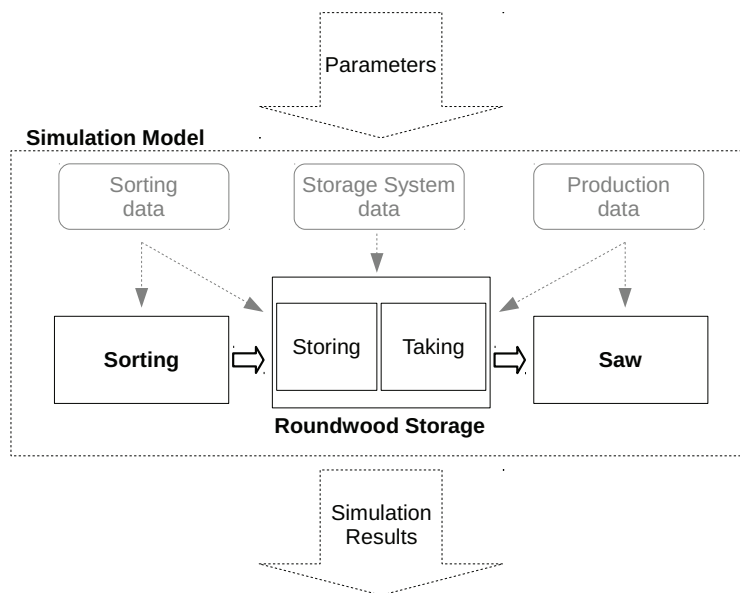 Parameters
Simulation Model
Sorting
data
Storage System
data
Production
data
Sorting
Storing
Taking
Saw
Roundwood Storage
Simulation
Results